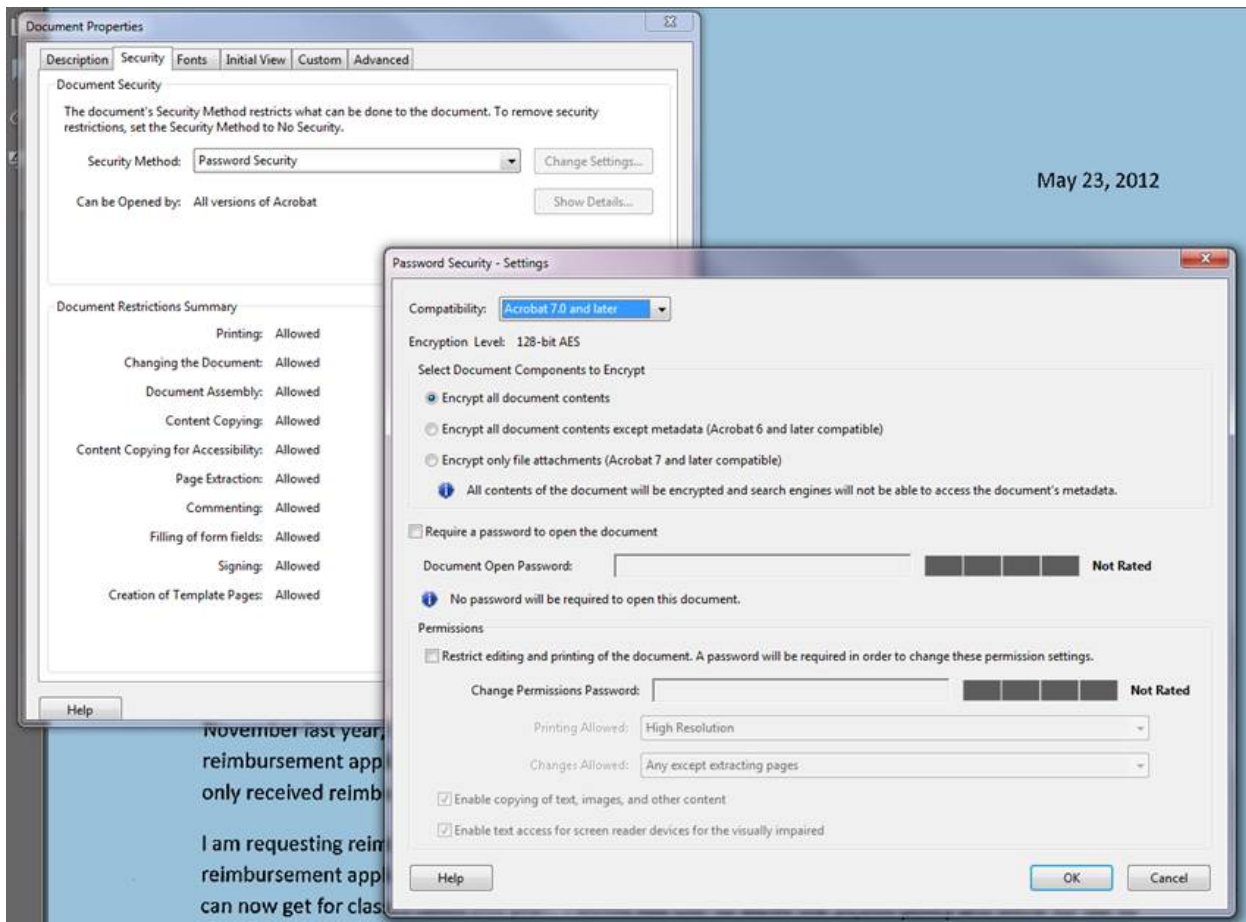 Document Properties
Description Security Fonts Initial View Custom Advanced
Document Security
The document's Security Method restricts what can be done to the document. To remove security
restrictions, set the Security Method to No Security.
Security Method: Password Security Change Settings...
Can be Opened by: All versions of Acrobat Show Details...
May 23, 2012
Document Restrictions Summary
Printing: Allowed
Changing the Document: Allowed
Document Assembly: Allowed
Content Copying: Allowed
Content Copying for Accessibility: Allowed
Page Extraction: Allowed
Commenting: Allowed
Filling of form fields: Allowed
Signing: Allowed
Creation of Template Pages: Allowed
Help
Password Security - Settings
Compatibility: Acrobat 7.0 and later
Encryption Level: 128-bit AES
Select Document Components to Encrypt
Encrypt all document contents
Encrypt all document contents except metadata (Acrobat 6 and later compatible)
Encrypt only file attachments (Acrobat 7 and later compatible)
All contents of the document will be encrypted and search engines will not be able to access the document's metadata.
Require a password to open the document
Document Open Password: Not Rated
No password will be required to open this document.
Permissions
Restrict editing and printing of the document. A password will be required in order to change these permission settings.
Change Permissions Password: Not Rated
Printing Allowed: High Resolution
Changes Allowed: Any except extracting pages
Enable copying of text, images, and other content
Enable text access for screen reader devices for the visually impaired
Help OK Cancel
November last year,
reimbursement app
only received reimb
I am requesting reim
reimbursement appl
can now get for clas